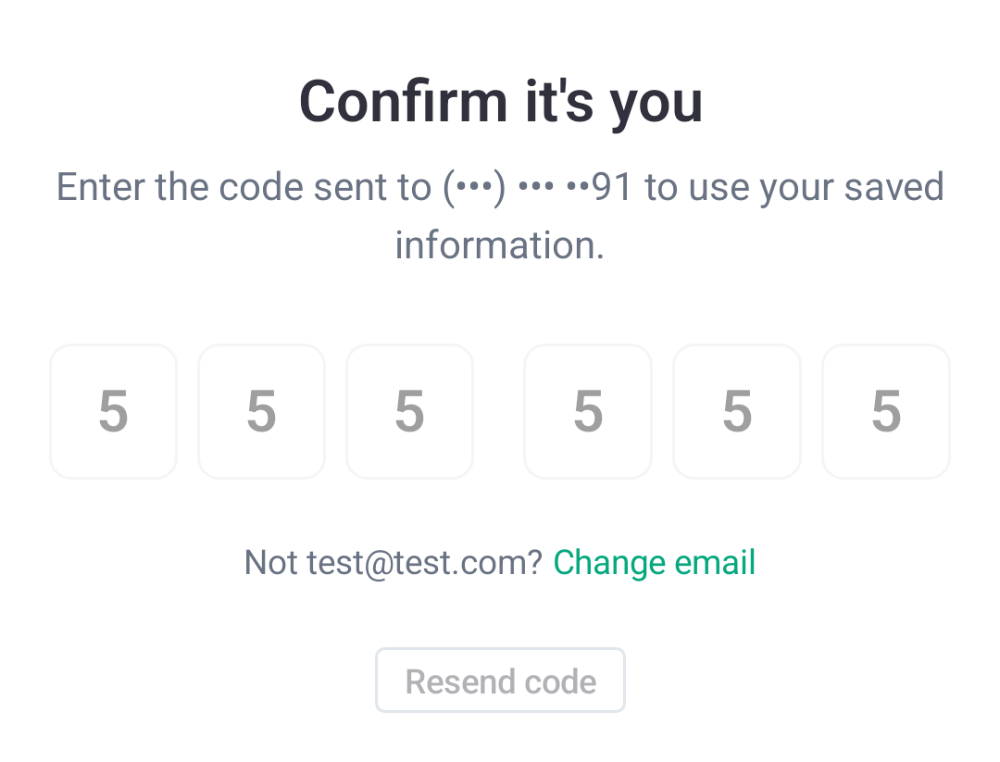 Confirm it's you
Enter the code sent to (•••) ••• ••91 to use your saved
information.
5 5 5 5 5 5
Not test@test.com? Change email
Resend code